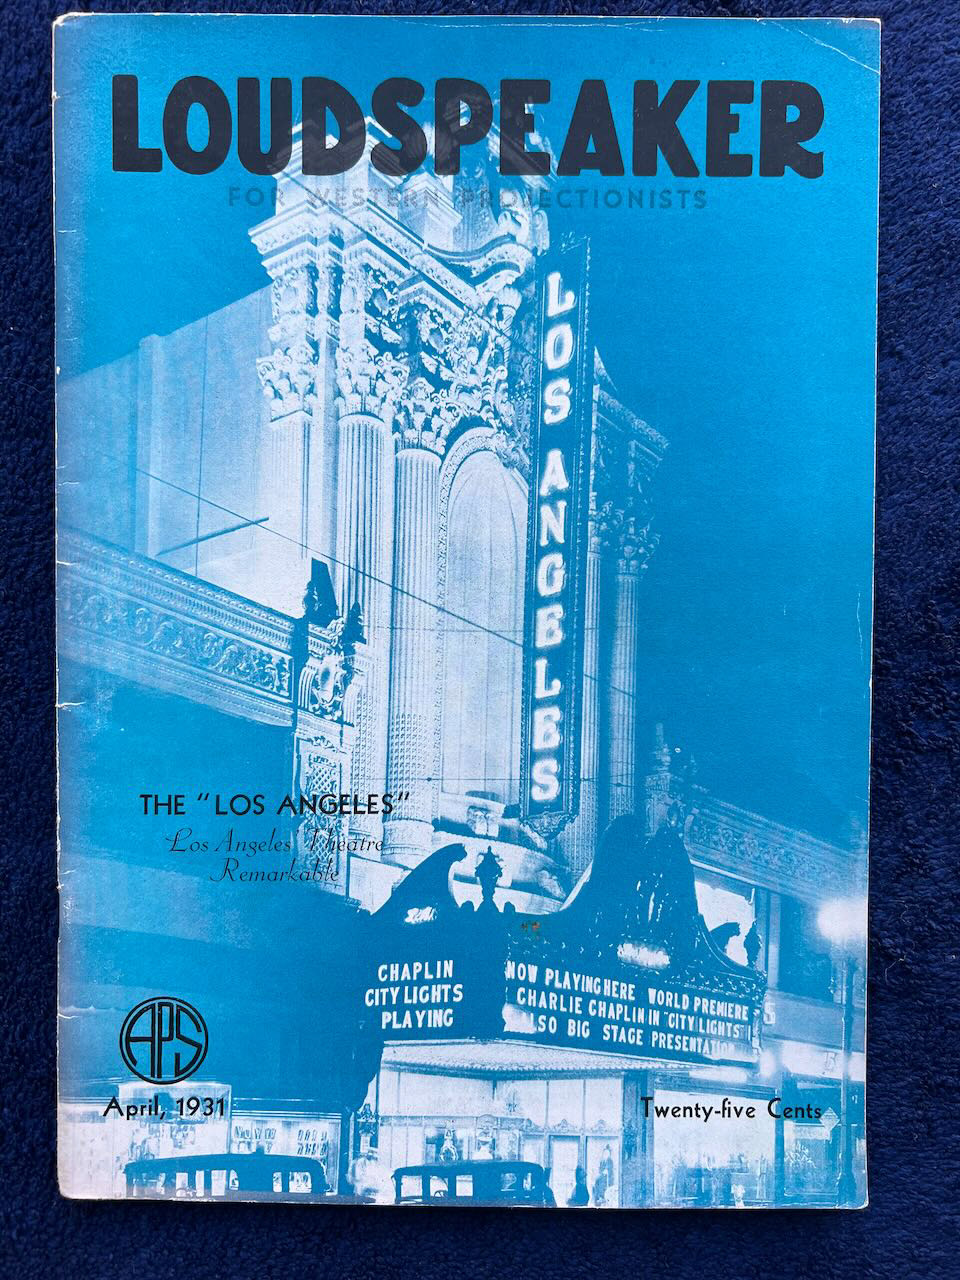 LOUDSPEAKER
FOR WESTERN PROJECTIONISTS
LOS ANGELES
THE "LOS ANGELES"
Los Angeles' Theatre
Remarkable
CHAPLIN
CITY LIGHTS
PLAYING
NOW PLAYING HERE WORLD PREMIERE
CHARLIE CHAPLIN IN "CITY LIGHTS"
ALSO BIG STAGE PRESENTATION
APS
April, 1931
Twenty-five Cents